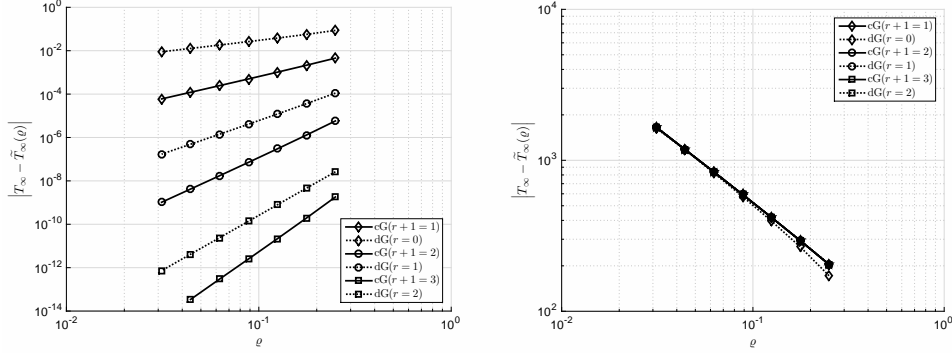 10^0
10^-2
10^-4
10^-6
10^-8
10^-10
10^-12
10^-14
|T_∞ − T̃_∞(ϱ)|
cG(r + 1 = 1)
dG(r = 0)
cG(r + 1 = 2)
dG(r = 1)
cG(r + 1 = 3)
dG(r = 2)
10^-2 10^-1 10^0
ϱ
10^4
10^3
10^2
|T_∞ − T̃_∞(ϱ)|
cG(r + 1 = 1)
dG(r = 0)
cG(r + 1 = 2)
dG(r = 1)
cG(r + 1 = 3)
dG(r = 2)
10^-2 10^-1 10^0
ϱ